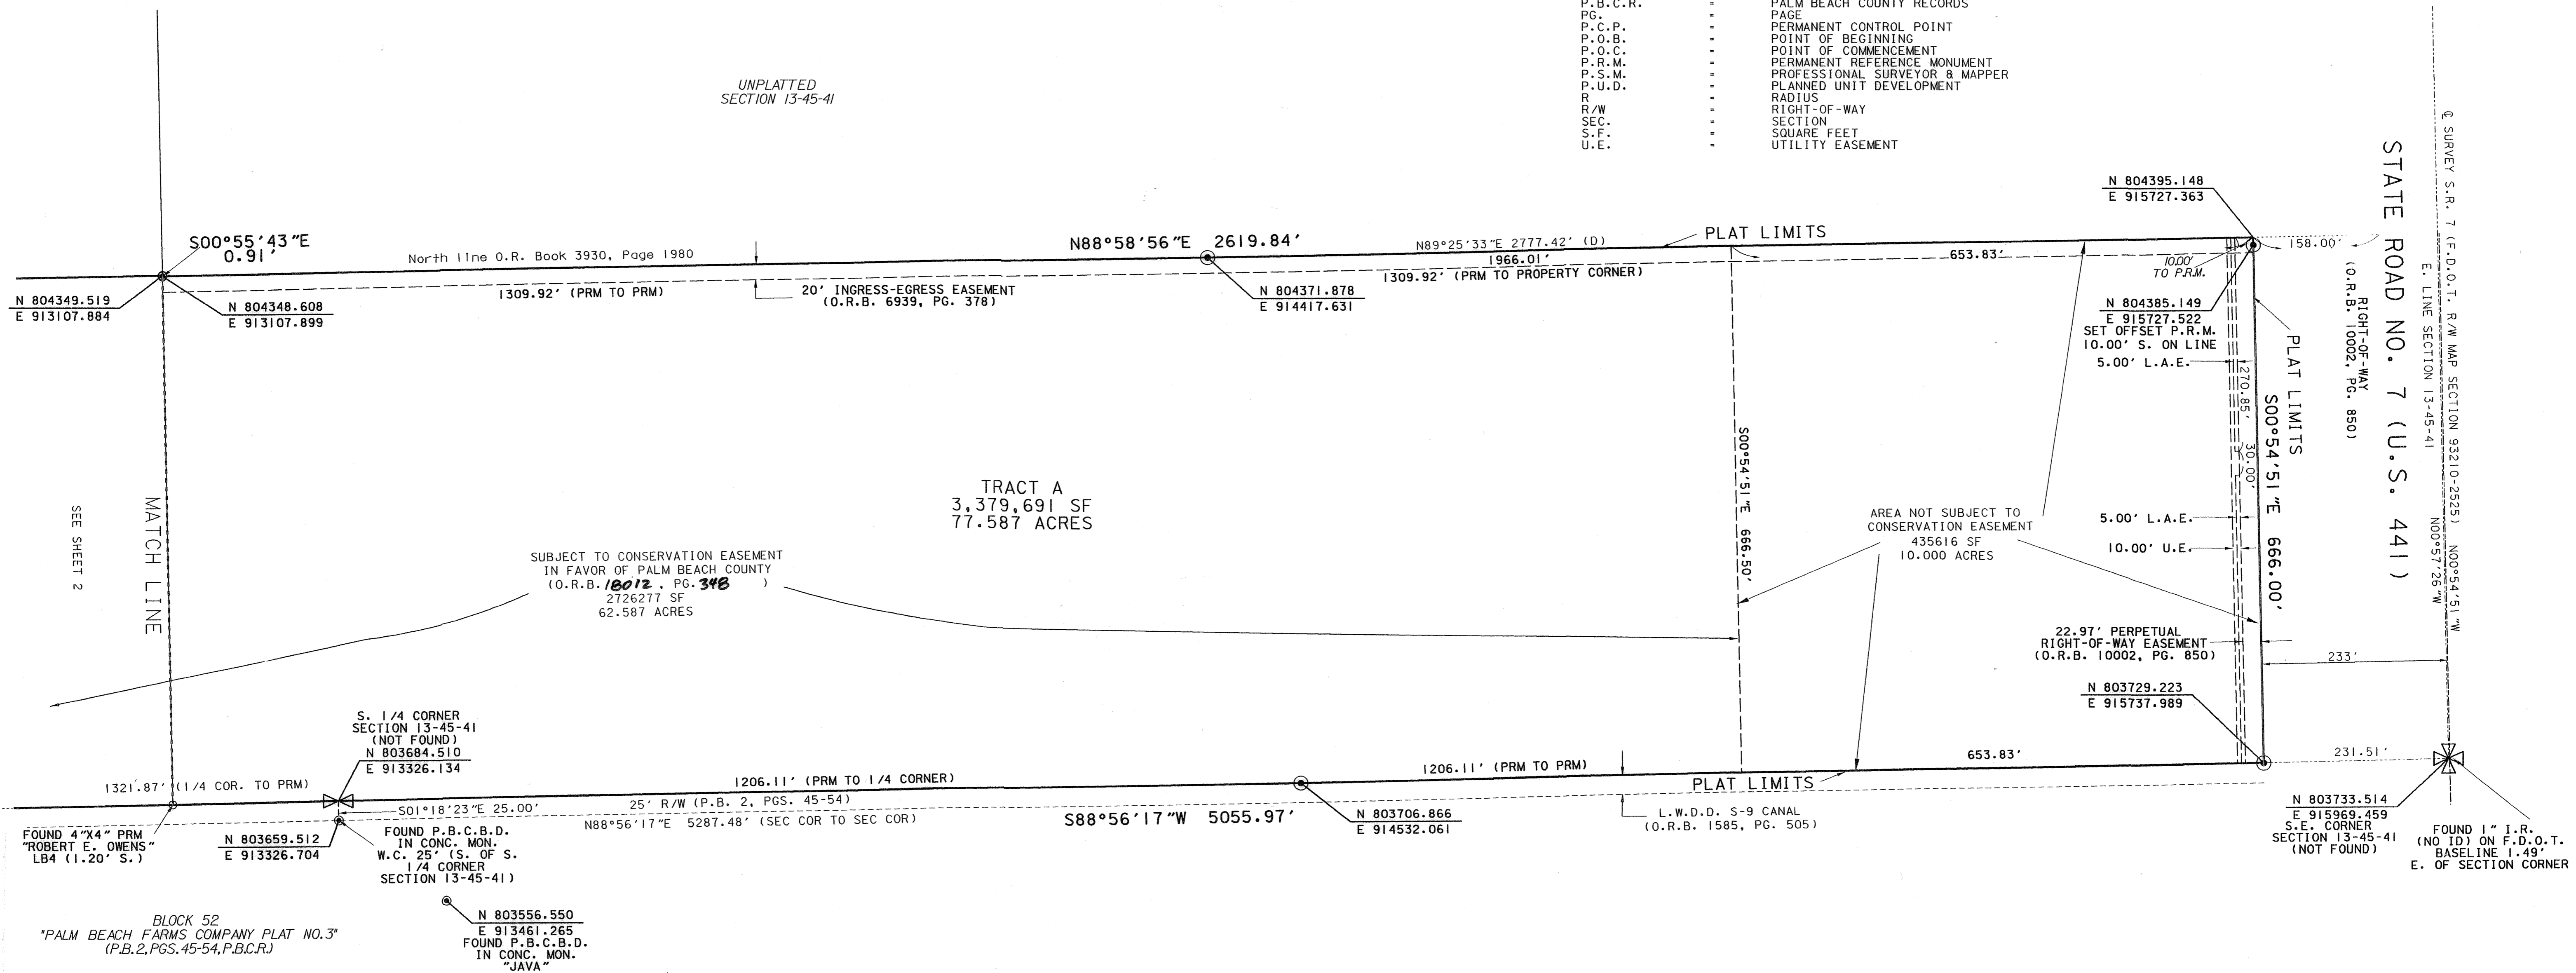 P.B.C.R. = PALM BEACH COUNTY RECORDS
PG. = PAGE
P.C.P. = PERMANENT CONTROL POINT
P.O.B. = POINT OF BEGINNING
P.O.C. = POINT OF COMMENCEMENT
P.R.M. = PERMANENT REFERENCE MONUMENT
P.S.M. = PROFESSIONAL SURVEYOR & MAPPER
P.U.D. = PLANNED UNIT DEVELOPMENT
R = RADIUS
R/W = RIGHT-OF-WAY
SEC. = SECTION
S.F. = SQUARE FEET
U.E. = UTILITY EASEMENT
UNPLATTED
SECTION 13-45-41
S00°55'43"E
0.91'
North line O.R. Book 3930, Page 1980
N88°58'56"E 2619.84'
N89°25'33"E 2777.42' (D)
PLAT LIMITS
N 804395.148
E 915727.363
158.00'
N 804349.519
E 913107.884
N 804348.608
E 913107.899
1309.92' (PRM TO PRM)
20' INGRESS-EGRESS EASEMENT
(O.R.B. 6939, PG. 378)
N 804371.878
E 914417.631
1966.01'
1309.92' (PRM TO PROPERTY CORNER)
653.83'
10.00'
TO P.R.M.
N 804385.149
E 915727.522
SET OFFSET P.R.M.
10.00' S. ON LINE
5.00' L.A.E.
270.85'
30.00'
PLAT LIMITS
S00°54'51"E 666.00'
RIGHT-OF-WAY
(O.R.B. 10002, PG. 850)
STATE ROAD NO. 7 (U.S. 441)
E. LINE SECTION 13-45-41 N00°57'26"W
℄ SURVEY S.R. 7 (F.D.O.T. R/W MAP SECTION 93210-2525) N00°54'51"W
SEE SHEET 2
MATCH LINE
TRACT A
3,379,691 SF
77.587 ACRES
SUBJECT TO CONSERVATION EASEMENT
IN FAVOR OF PALM BEACH COUNTY
(O.R.B. 18012, PG. 348 )
2726277 SF
62.587 ACRES
S00°54'51"E 666.50'
AREA NOT SUBJECT TO
CONSERVATION EASEMENT
435616 SF
10.000 ACRES
5.00' L.A.E.
10.00' U.E.
22.97' PERPETUAL
RIGHT-OF-WAY EASEMENT
(O.R.B. 10002, PG. 850)
233'
N 803729.223
E 915737.989
S. 1/4 CORNER
SECTION 13-45-41
(NOT FOUND)
N 803684.510
E 913326.134
1321.87' (1/4 COR. TO PRM)
1206.11' (PRM TO 1/4 CORNER)
1206.11' (PRM TO PRM)
653.83'
231.51'
PLAT LIMITS
S01°18'23"E 25.00'
25' R/W (P.B. 2, PGS. 45-54)
N88°56'17"E 5287.48' (SEC COR TO SEC COR)
S88°56'17"W 5055.97'
N 803706.866
E 914532.061
L.W.D.D. S-9 CANAL
(O.R.B. 1585, PG. 505)
N 803733.514
E 915969.459
S.E. CORNER
SECTION 13-45-41
(NOT FOUND)
FOUND 1" I.R.
(NO ID) ON F.D.O.T.
BASELINE 1.49'
E. OF SECTION CORNER
FOUND 4"X4" PRM
"ROBERT E. OWENS"
LB4 (1.20' S.)
N 803659.512
E 913326.704
FOUND P.B.C.B.D.
IN CONC. MON.
W.C. 25' (S. OF S.
1/4 CORNER
SECTION 13-45-41)
BLOCK 52
"PALM BEACH FARMS COMPANY PLAT NO.3"
(P.B.2,PGS.45-54,P.B.C.R.)
N 803556.550
E 913461.265
FOUND P.B.C.B.D.
IN CONC. MON.
"JAVA"